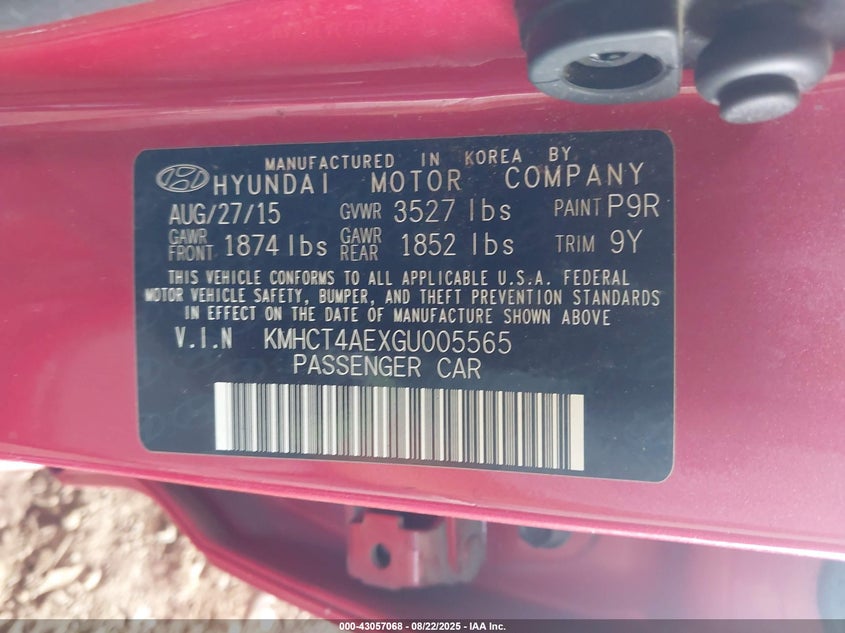 MANUFACTURED IN KOREA BY
HYUNDAI MOTOR COMPANY
AUG/27/15 GVWR 3527 lbs PAINT P9R
GAWR FRONT 1874 lbs GAWR REAR 1852 lbs TRIM 9Y
THIS VEHICLE CONFORMS TO ALL APPLICABLE U.S.A. FEDERAL
MOTOR VEHICLE SAFETY, BUMPER, AND THEFT PREVENTION STANDARDS
IN EFFECT ON THE DATE OF MANUFACTURE SHOWN ABOVE
V.I.N KMHCT4AEXGU005565
PASSENGER CAR
000-43057068 - 08/22/2025 - IAA Inc.